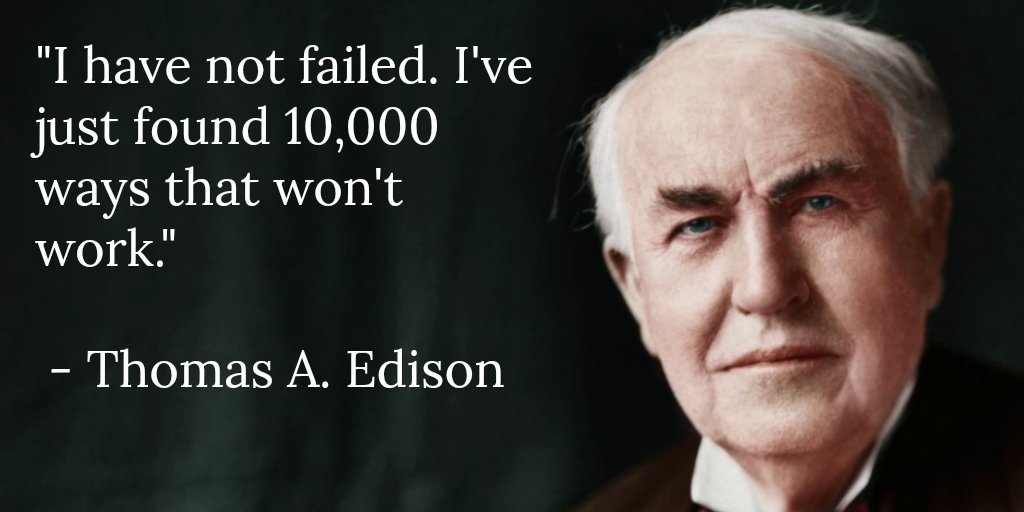 "I have not failed. I've
just found 10,000
ways that won't
work."
- Thomas A. Edison